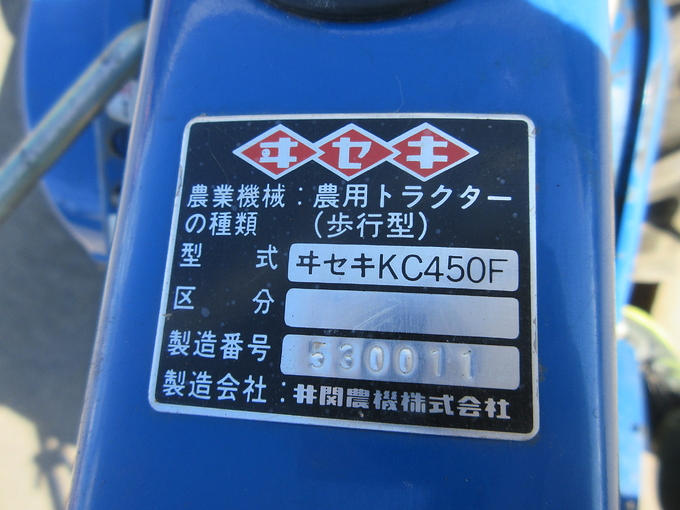 ヰセキ
農業機械:農用トラクター
の種類 (歩行型)
型式 ヰセキKC450F
区分
製造番号 530011
製造会社:井関農機株式会社